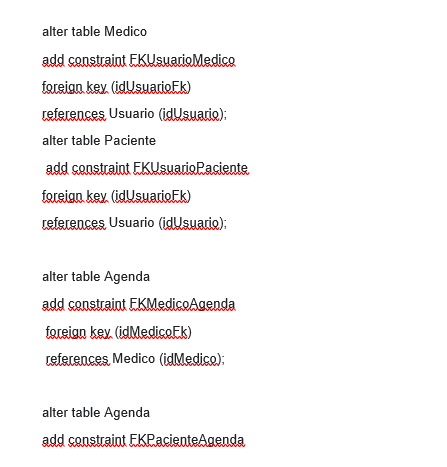 alter table Medico
add constraint FKUsuarioMedico
foreign key (idUsuarioFk)
references Usuario (idUsuario);
alter table Paciente
add constraint FKUsuarioPaciente
foreign key (idUsuarioFk)
references Usuario (idUsuario);
alter table Agenda
add constraint FKMedicoAgenda
foreign key (idMedicoFk)
references Medico (idMedico);
alter table Agenda
add constraint FKPacienteAgenda